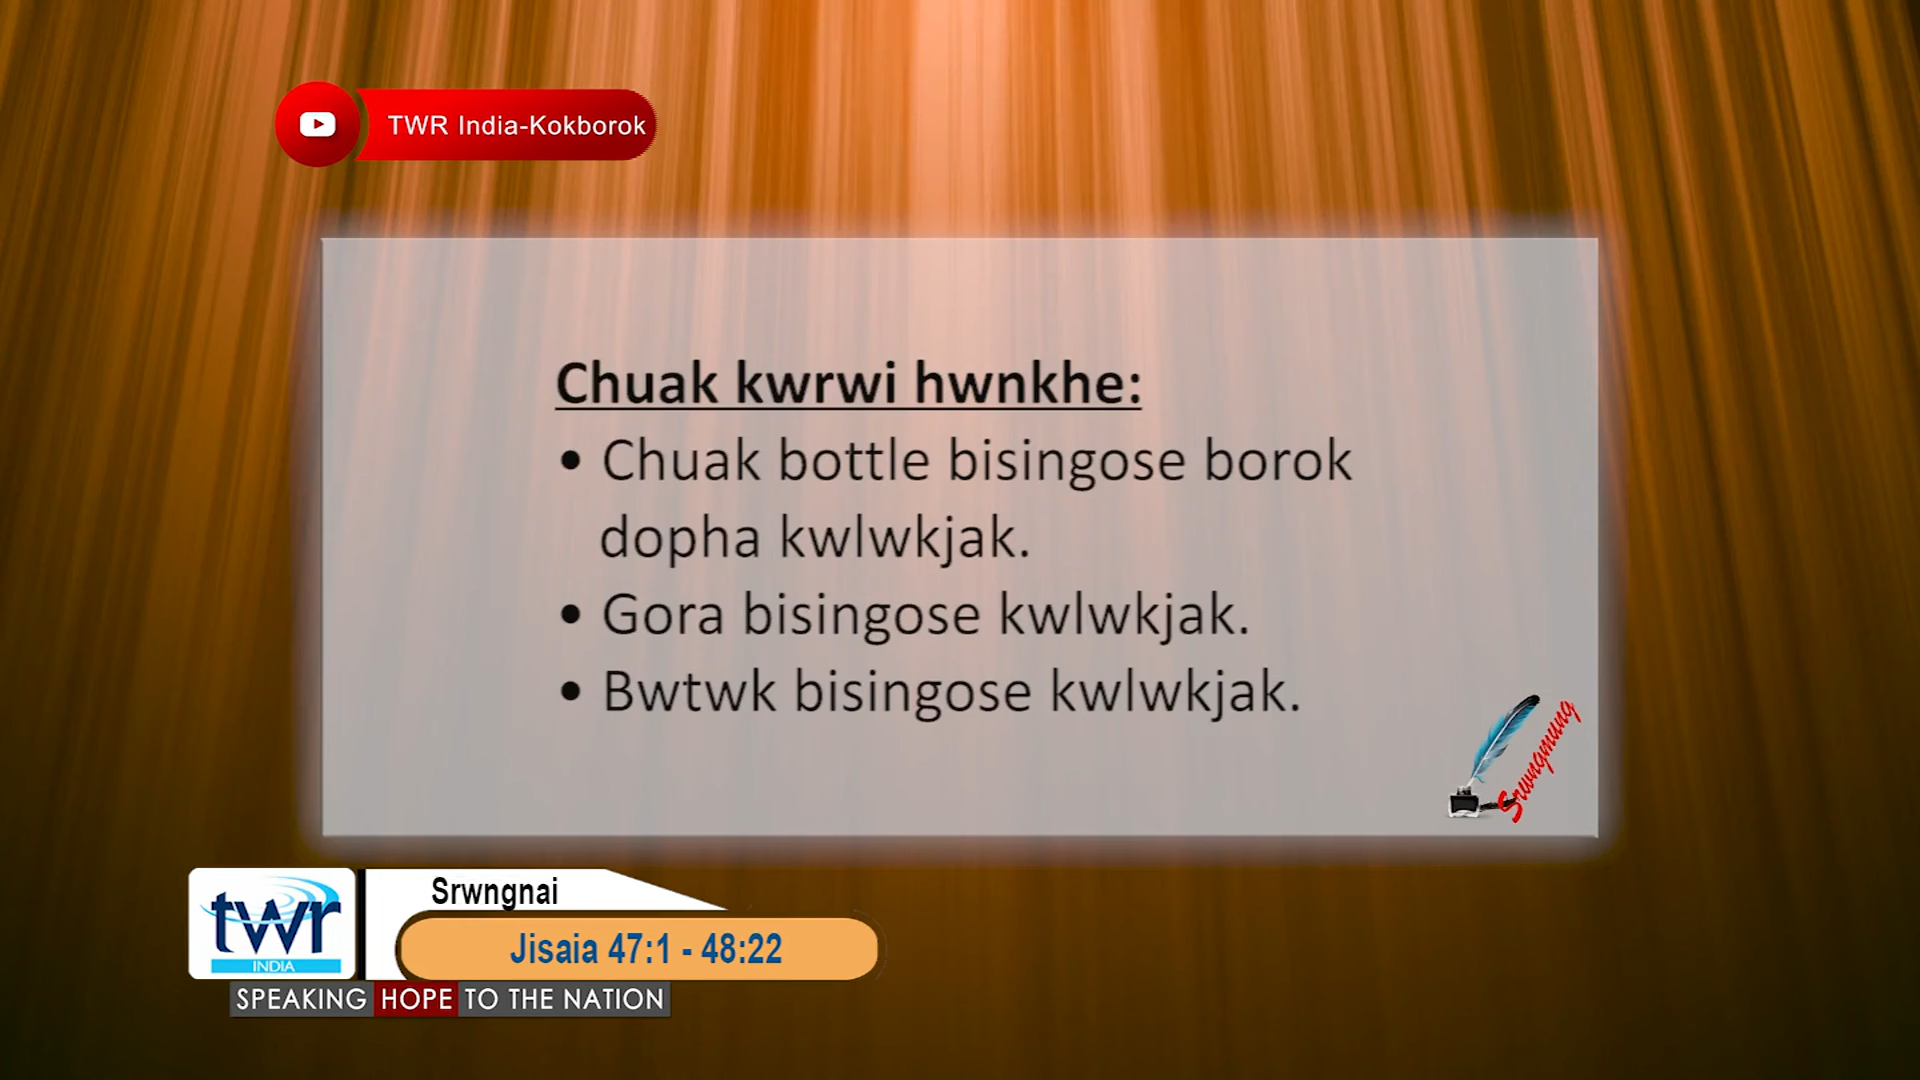 TWR India-Kokborok
Chuak kwrwi hwnkhe:
• Chuak bottle bisingose borok
dopha kwlwkjak.
• Gora bisingose kwlwkjak.
• Bwtwk bisingose kwlwkjak.
Srwngmung
twr
INDIA
Srwngnai
Jisaia 47:1 - 48:22
SPEAKING HOPE TO THE NATION